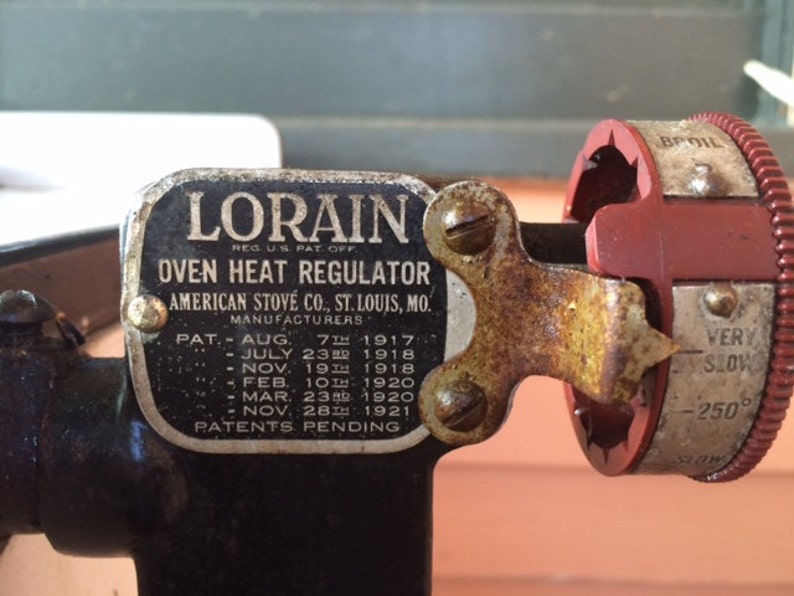 LORAIN
REG. U.S. PAT. OFF.
OVEN HEAT REGULATOR
AMERICAN STOVE CO., ST. LOUIS, MO.
MANUFACTURERS
PAT.- AUG. 7TH 1917
" - JULY 23RD 1918
" - NOV. 19TH 1918
" - FEB. 10TH 1920
" - MAR. 23RD 1920
" - NOV. 28TH 1921
PATENTS PENDING
BROIL
VERY
SLOW
-250°
SLOW